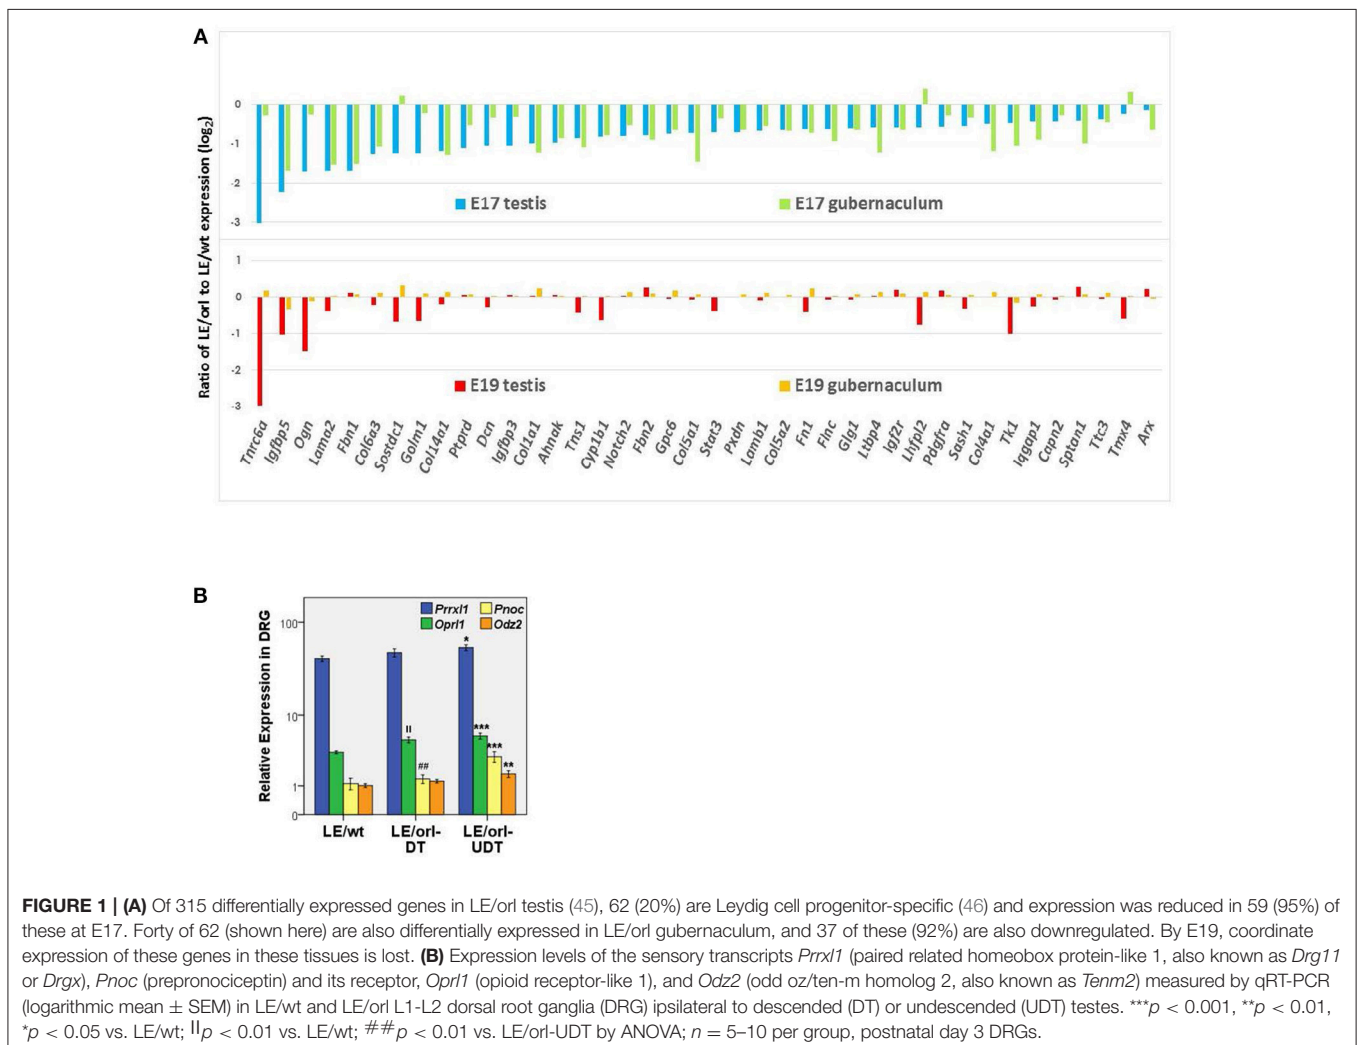 A
Ratio of LE/orl to LE/wt expression (log2)
0
-1
-2
-3
E17 testis
E17 gubernaculum
1
0
-1
-2
-3
E19 testis
E19 gubernaculum
Tnrc6a
Igfbp5
Ogn
Lama2
Fbn1
Col6a3
Sostdc1
Golm1
Col14a1
Ptprd
Dcn
Igfbp3
Col1a1
Ahnak
Tns1
Cyp1b1
Notch2
Fbn2
Gpc6
Col5a1
Stat3
Pxdn
Lamb1
Col5a2
Fn1
Flnc
Glg1
Ltbp4
Igf2r
Lhfpl2
Pdgfra
Sash1
Col4a1
Tk1
Iqgap1
Capn2
Sptan1
Ttc3
Tmx4
Arx
B
Relative Expression in DRG
100
10
1
0
Prrxl1 Pnoc
Oprl1 Odz2
*
II
##
***
***
**
LE/wt
LE/orl-
DT
LE/orl-
UDT
FIGURE 1 | (A) Of 315 differentially expressed genes in LE/orl testis (45), 62 (20%) are Leydig cell progenitor-specific (46) and expression was reduced in 59 (95%) of
these at E17. Forty of 62 (shown here) are also differentially expressed in LE/orl gubernaculum, and 37 of these (92%) are also downregulated. By E19, coordinate
expression of these genes in these tissues is lost. (B) Expression levels of the sensory transcripts Prrxl1 (paired related homeobox protein-like 1, also known as Drg11
or Drgx), Pnoc (prepronociceptin) and its receptor, Oprl1 (opioid receptor-like 1), and Odz2 (odd oz/ten-m homolog 2, also known as Tenm2) measured by qRT-PCR
(logarithmic mean ± SEM) in LE/wt and LE/orl L1-L2 dorsal root ganglia (DRG) ipsilateral to descended (DT) or undescended (UDT) testes. ***p < 0.001, **p < 0.01,
*p < 0.05 vs. LE/wt; IIp < 0.01 vs. LE/wt; ##p < 0.01 vs. LE/orl-UDT by ANOVA; n = 5–10 per group, postnatal day 3 DRGs.